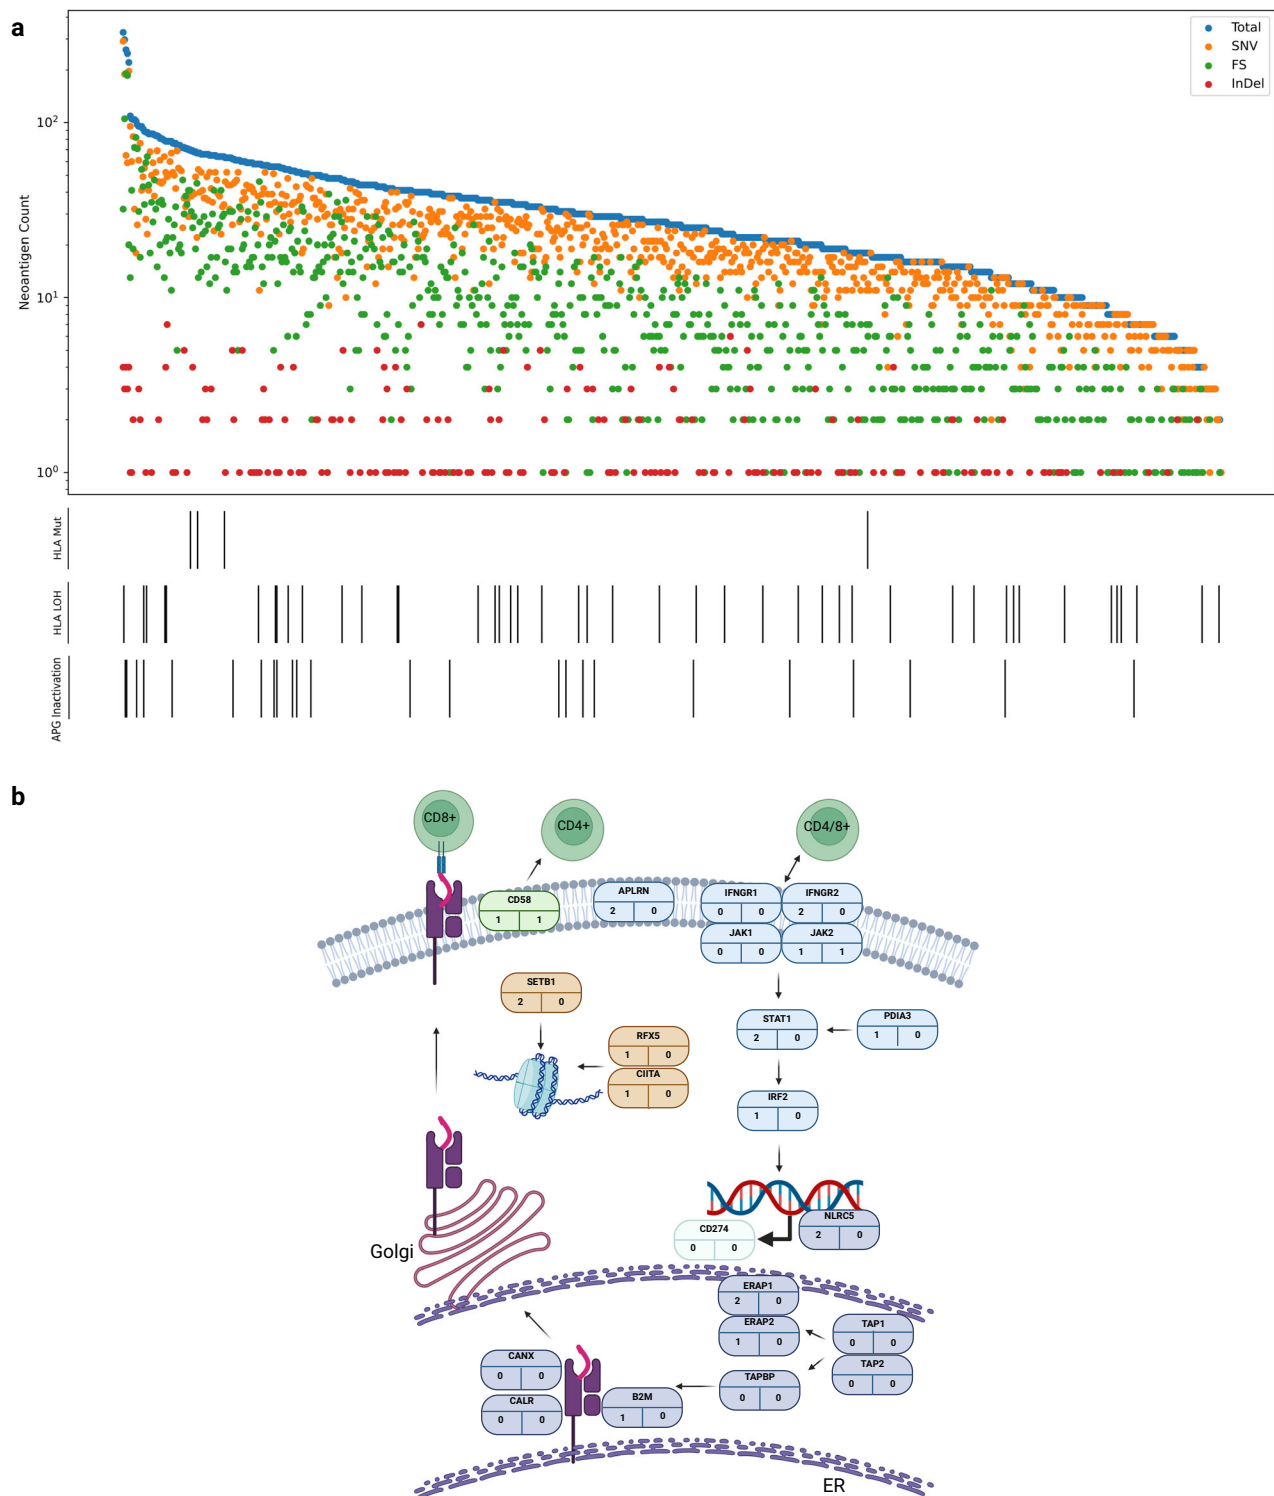 a
Total
SNV
FS
InDel
Neoantigen Count
10²
10¹
10⁰
HLA Mut
HLA LOH
APG Inactivation
b
CD8+
CD4+
CD4/8+
CD58
1 1
APLRN
2 0
IFNGR1
0 0
IFNGR2
2 0
JAK1
0 0
JAK2
1 1
SETB1
2 0
STAT1
2 0
PDIA3
1 0
RFX5
1 0
CIITA
1 0
IRF2
1 0
NLRC5
2 0
CD274
0 0
Golgi
ERAP1
2 0
ERAP2
1 0
TAP1
0 0
TAP2
0 0
CANX
0 0
TAPBP
0 0
CALR
0 0
B2M
1 0
ER